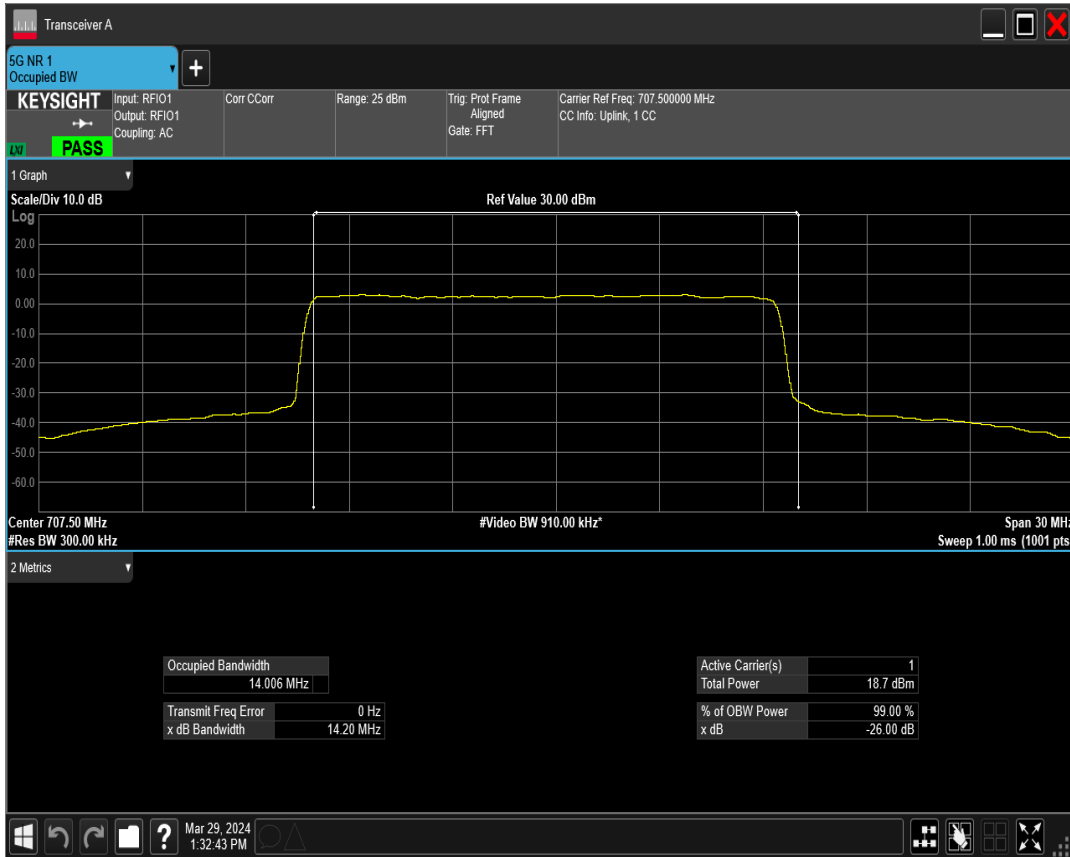 Transceiver A
5G NR 1
Occupied BW
+
KEYSIGHT
LXI
PASS
Input: RFIO1
Output: RFIO1
Coupling: AC
Corr CCorr
Range: 25 dBm
Trig: Prot Frame
Aligned
Gate: FFT
Carrier Ref Freq: 707.500000 MHz
CC Info: Uplink, 1 CC
1 Graph
Scale/Div 10.0 dB
Ref Value 30.00 dBm
Log
20.0
10.0
0.00
-10.0
-20.0
-30.0
-40.0
-50.0
-60.0
Center 707.50 MHz
#Video BW 910.00 kHz*
Span 30 MHz
#Res BW 300.00 kHz
Sweep 1.00 ms (1001 pts
2 Metrics
Occupied Bandwidth
14.006 MHz
Transmit Freq Error 0 Hz
x dB Bandwidth 14.20 MHz
Active Carrier(s) 1
Total Power 18.7 dBm
% of OBW Power 99.00 %
x dB -26.00 dB
?
Mar 29, 2024
1:32:43 PM